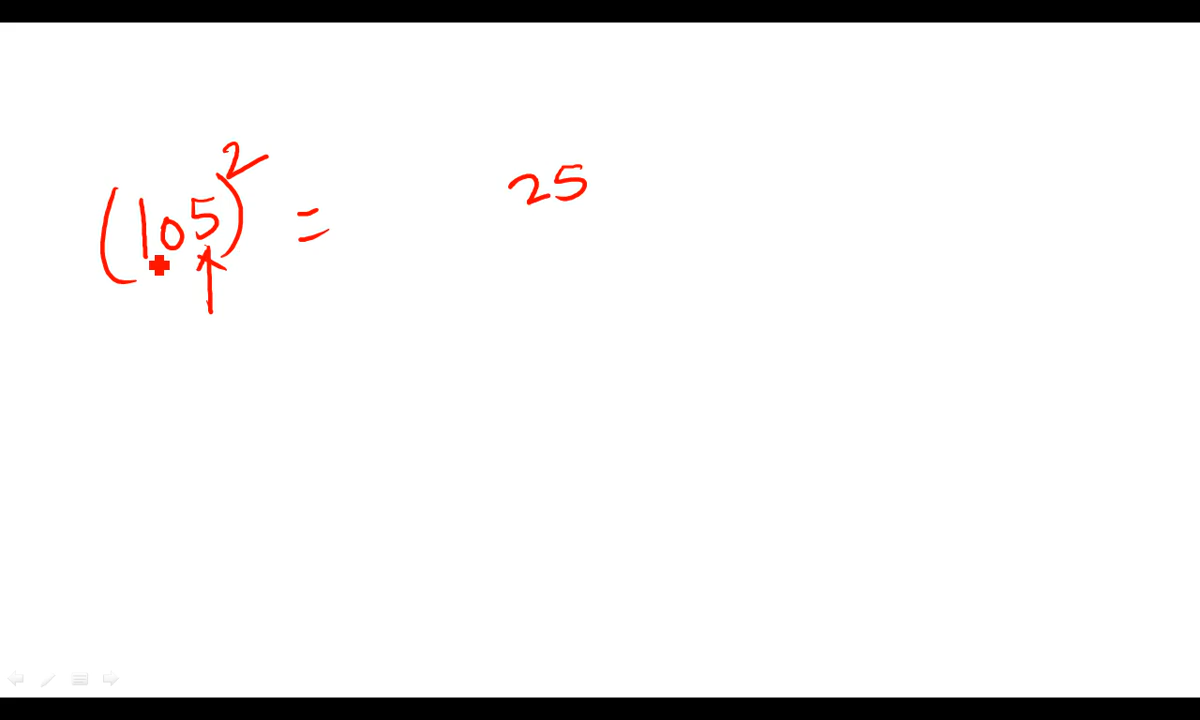 (105)² = 25